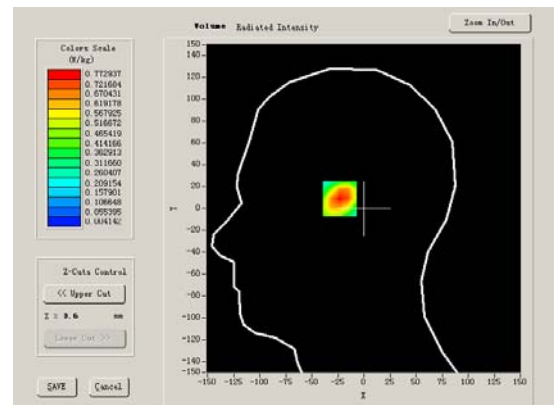 Volume Radiated Intensity
Zoom In/Out
Colors Scale
(W/kg)
0.772937
0.721684
0.670431
0.619178
0.567925
0.516672
0.465419
0.414166
0.362913
0.311660
0.260407
0.209154
0.157901
0.106648
0.055395
0.004142
150
140
120
100
80
60
40
20
0
-20
-40
-60
-80
-100
-120
-150
Y
-150 -125 -100 -75 -50 -25 0 25 50 75 100 125 150
X
Z-Cuts Control
<< Upper Cut
Z = 9.6 mm
Lower Cut >>
SAVE Cancel